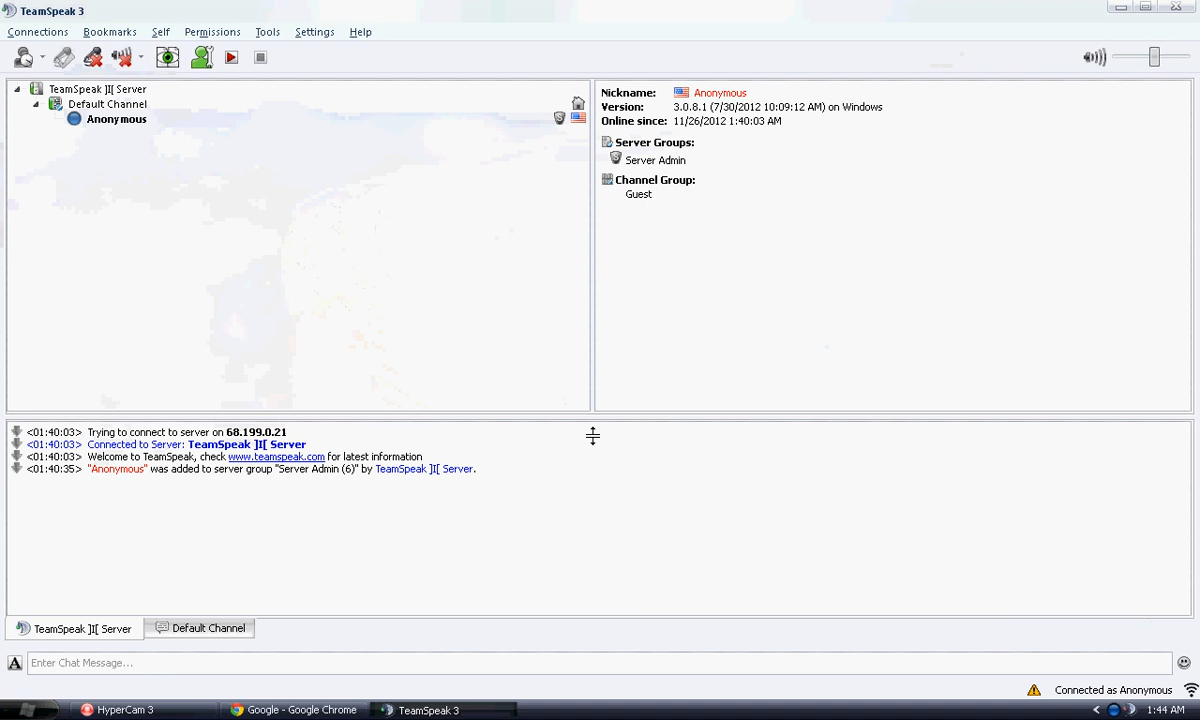 TeamSpeak 3
Connections Bookmarks Self Permissions Tools Settings Help
TeamSpeak ]I[ Server
Default Channel
Anonymous
Nickname: Anonymous
Version: 3.0.8.1 (7/30/2012 10:09:12 AM) on Windows
Online since: 11/26/2012 1:40:03 AM
Server Groups:
Server Admin
Channel Group:
Guest
<01:40:03> Trying to connect to server on 68.199.0.21
<01:40:03> Connected to Server: TeamSpeak ]I[ Server
<01:40:03> Welcome to TeamSpeak, check www.teamspeak.com for latest information
<01:40:35> "Anonymous" was added to server group "Server Admin (6)" by TeamSpeak ]I[ Server.
TeamSpeak ]I[ Server Default Channel
A Enter Chat Message...
Connected as Anonymous
HyperCam 3 Google - Google Chrome TeamSpeak 3 1:44 AM